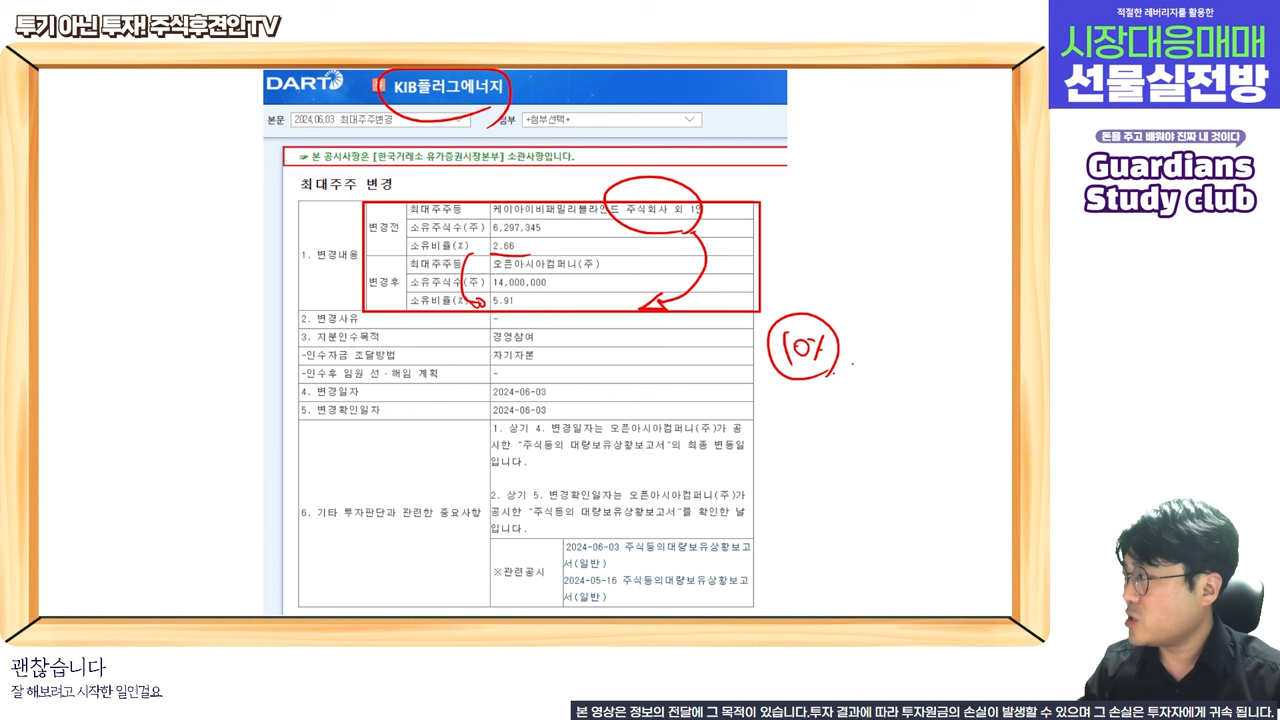 투기 아닌 투자! 주식후견인TV
적절한 레버리지를 활용한
시장대응매매
선물실전방
돈을 주고 배워야 진짜 내 것이다
Guardians
Study club
DART
KIB플러그에너지
본문 2024.06.03 최대주주변경
첨부 +첨부선택+
☞ 본 공시사항은 [한국거래소 유가증권시장본부] 소관사항입니다.
최대주주 변경
1. 변경내용
변경전
최대주주등 케이아이비패밀리블라인드 주식회사 외 1인
소유주식수(주) 6,297,345
소유비율(%) 2.66
변경후
최대주주등 오픈아시아컴퍼니(주)
소유주식수(주) 14,000,000
소유비율(%) 5.91
2. 변경사유 -
3. 지분인수목적 경영참여
-인수자금 조달방법 자기자본
-인수후 임원 선·해임 계획 -
4. 변경일자 2024-06-03
5. 변경확인일자 2024-06-03
6. 기타 투자판단과 관련한 중요사항
1. 상기 4. 변경일자는 오픈아시아컴퍼니(주)가 공
시한 "주식등의 대량보유상황보고서"의 최종 변동일
입니다.
2. 상기 5. 변경확인일자는 오픈아시아컴퍼니(주)가
공시한 "주식등의 대량보유상황보고서"를 확인한 날
입니다.
※관련공시
2024-06-03 주식등의대량보유상황보고
서(일반)
2024-05-16 주식등의대량보유상황보고
서(일반)
10%
괜찮습니다
잘 해보려고 시작한 일인걸요
본 영상은 정보의 전달에 그 목적이 있습니다.투자 결과에 따라 투자원금의 손실이 발생할 수 있으며 그 손실은 투자자에게 귀속 됩니다.